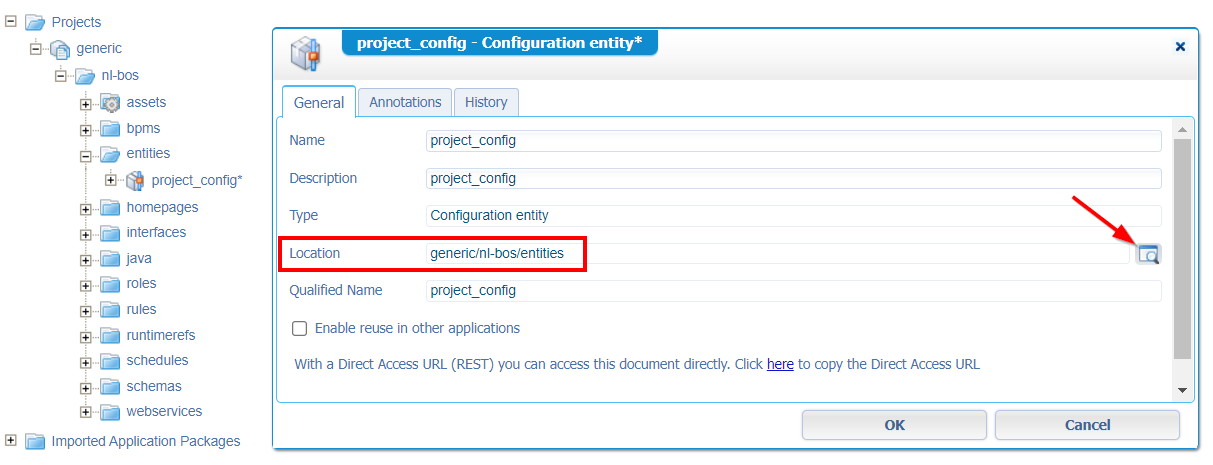 Projects
generic
nl-bos
assets
bpms
entities
project_config*
homepages
interfaces
java
roles
rules
runtimerefs
schedules
schemas
webservices
Imported Application Packages
project_config - Configuration entity*
General Annotations History
Name project_config
Description project_config
Type Configuration entity
Location generic/nl-bos/entities
Qualified Name project_config
Enable reuse in other applications
With a Direct Access URL (REST) you can access this document directly. Click here to copy the Direct Access URL
OK Cancel